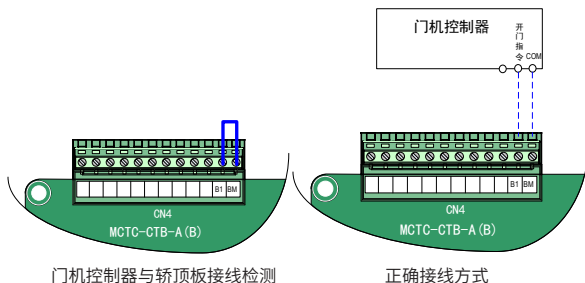 门机控制器
开门指令
COM
B1 BM
CN4
MCTC-CTB-A(B)
门机控制器与轿顶板接线检测
B1 BM
CN4
MCTC-CTB-A(B)
正确接线方式